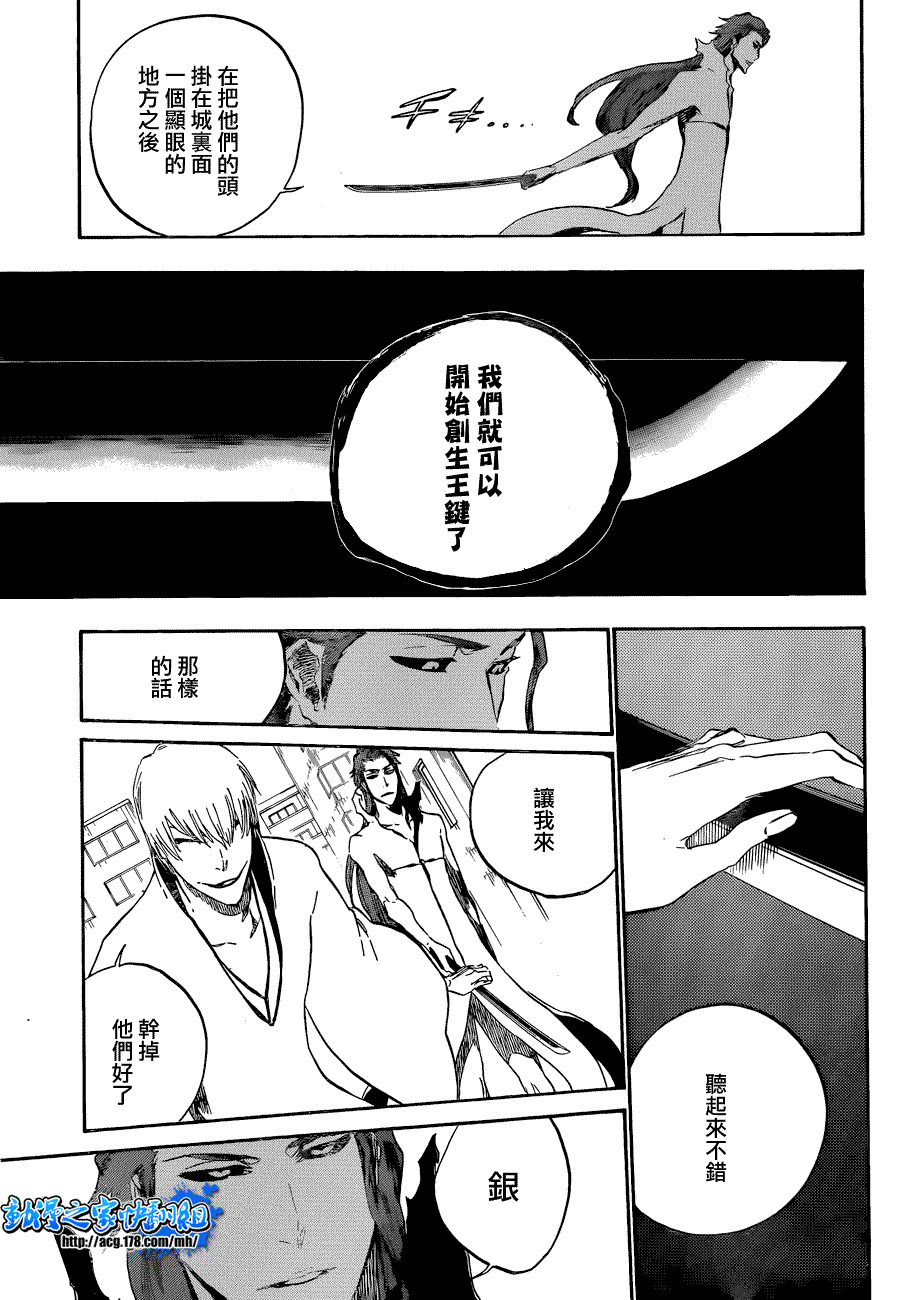 在把他們的頭
掛在城裏面
一個顯眼的
地方之後
我們就可以
開始創生王鍵了
聽起來不錯
那樣
的話
讓我來
幹掉
他們好了
銀
動漫之家汉化组
http://acg.178.com/mh/